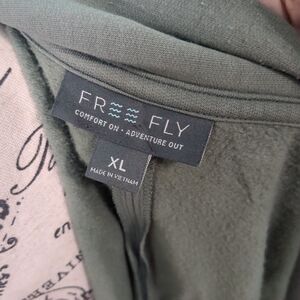 FREE FLY
COMFORT ON • ADVENTURE OUT
XL
MADE IN VIETNAM